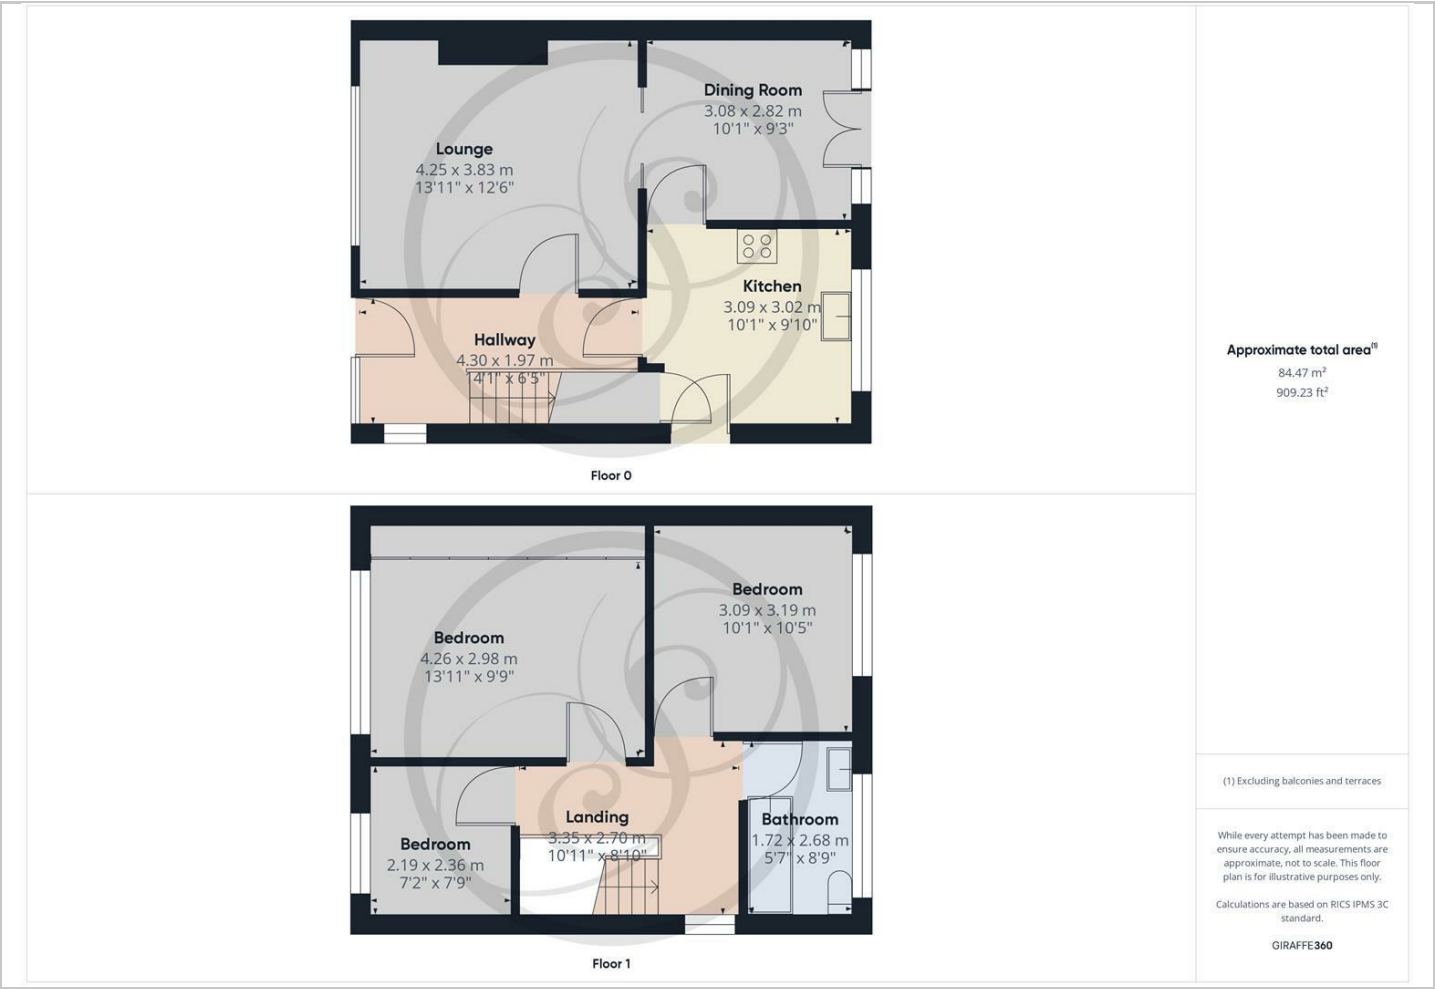 Lounge
4.25 x 3.83 m
13'11" x 12'6"
Dining Room
3.08 x 2.82 m
10'1" x 9'3"
Kitchen
3.09 x 3.02 m
10'1" x 9'10"
Hallway
4.30 x 1.97 m
14'1" x 6'5"
Floor 0
Bedroom
4.26 x 2.98 m
13'11" x 9'9"
Bedroom
3.09 x 3.19 m
10'1" x 10'5"
Landing
3.35 x 2.70 m
10'11" x 8'10"
Bathroom
1.72 x 2.68 m
5'7" x 8'9"
Bedroom
2.19 x 2.36 m
7'2" x 7'9"
Floor 1
Approximate total area⁽¹⁾
84.47 m²
909.23 ft²
(1) Excluding balconies and terraces
While every attempt has been made to
ensure accuracy, all measurements are
approximate, not to scale. This floor
plan is for illustrative purposes only.
Calculations are based on RICS IPMS 3C
standard.
GIRAFFE360